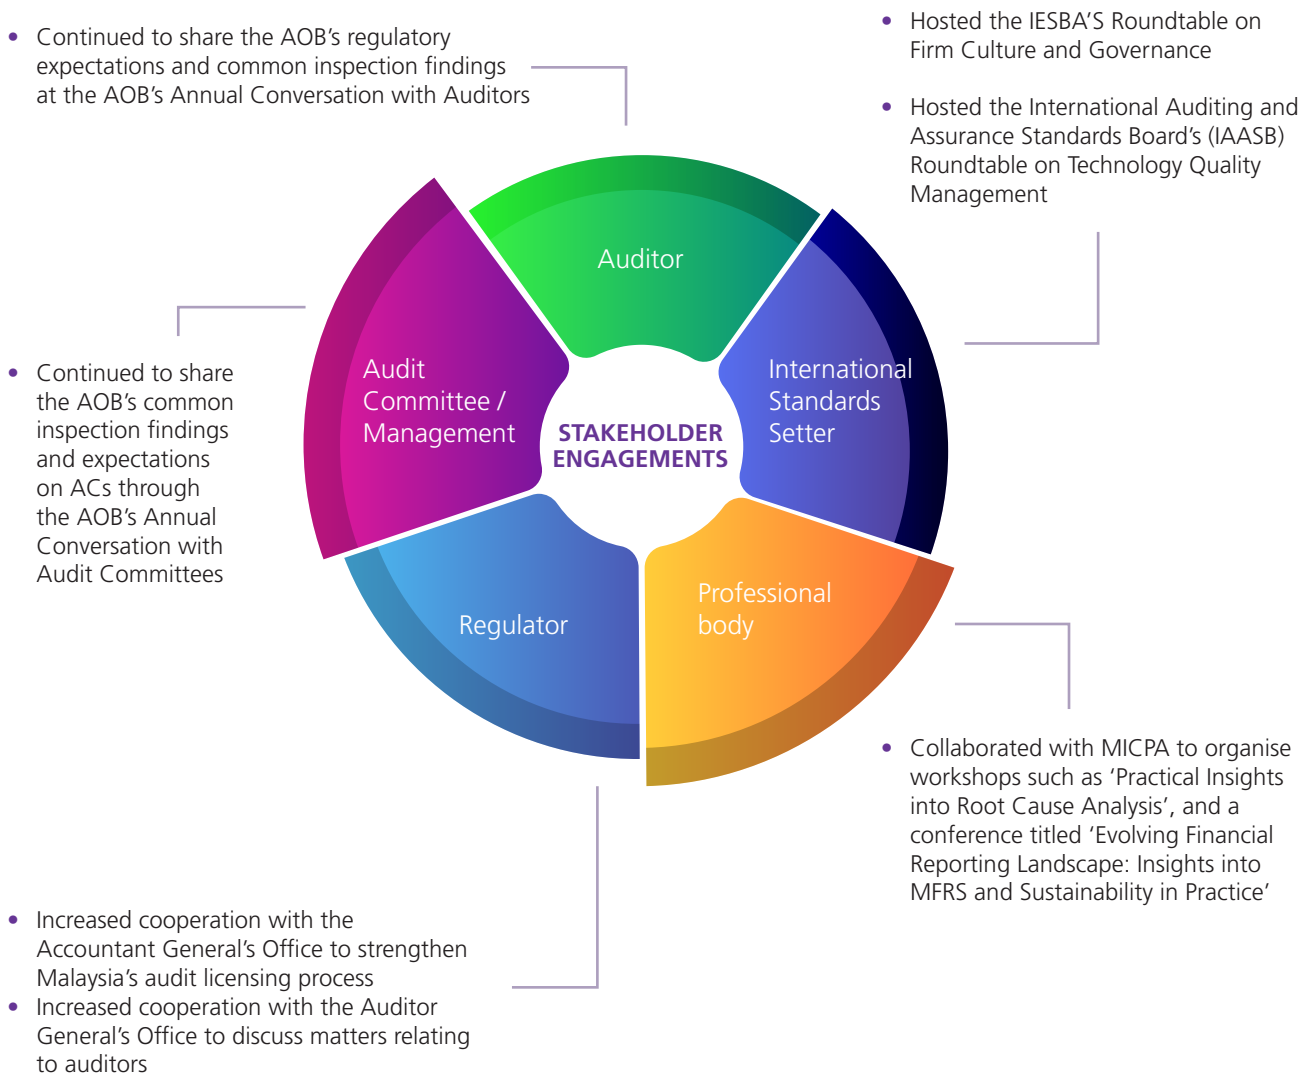 • Continued to share the AOB’s regulatory
expectations and common inspection findings
at the AOB’s Annual Conversation with Auditors
• Hosted the IESBA’S Roundtable on
Firm Culture and Governance
• Hosted the International Auditing and
Assurance Standards Board’s (IAASB)
Roundtable on Technology Quality
Management
Auditor
• Continued to share
the AOB’s common
inspection findings
and expectations
on ACs through
the AOB’s Annual
Conversation with
Audit Committees
Audit
Committee /
Management
STAKEHOLDER
ENGAGEMENTS
International
Standards
Setter
Regulator
Professional
body
• Collaborated with MICPA to organise
workshops such as ‘Practical Insights
into Root Cause Analysis’, and a
conference titled ‘Evolving Financial
Reporting Landscape: Insights into
MFRS and Sustainability in Practice’
• Increased cooperation with the
Accountant General’s Office to strengthen
Malaysia’s audit licensing process
• Increased cooperation with the Auditor
General’s Office to discuss matters relating
to auditors